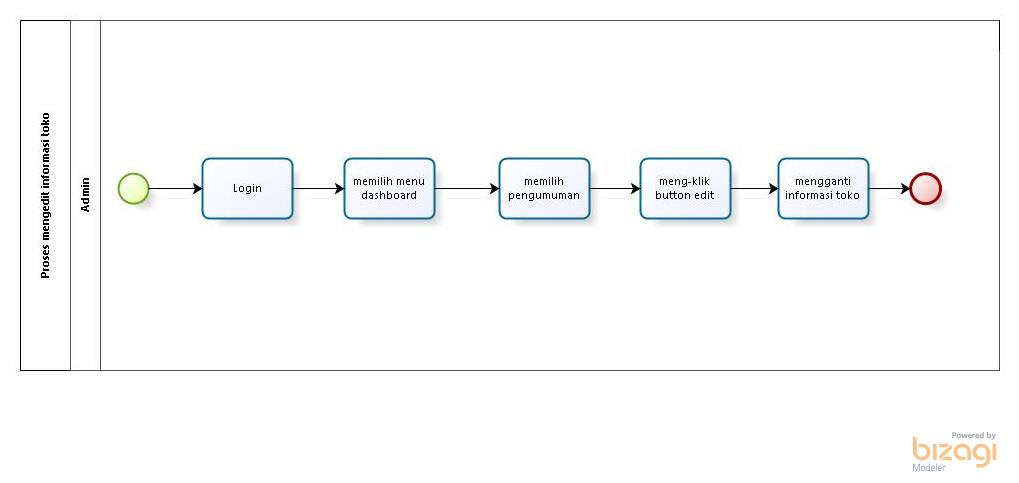 Proses mengedit informasi toko
Admin
Login
memilih menu
dashboard
memilih
pengumuman
meng-klik
button edit
mengganti
informasi toko
Powered by
bizagi
Modeler